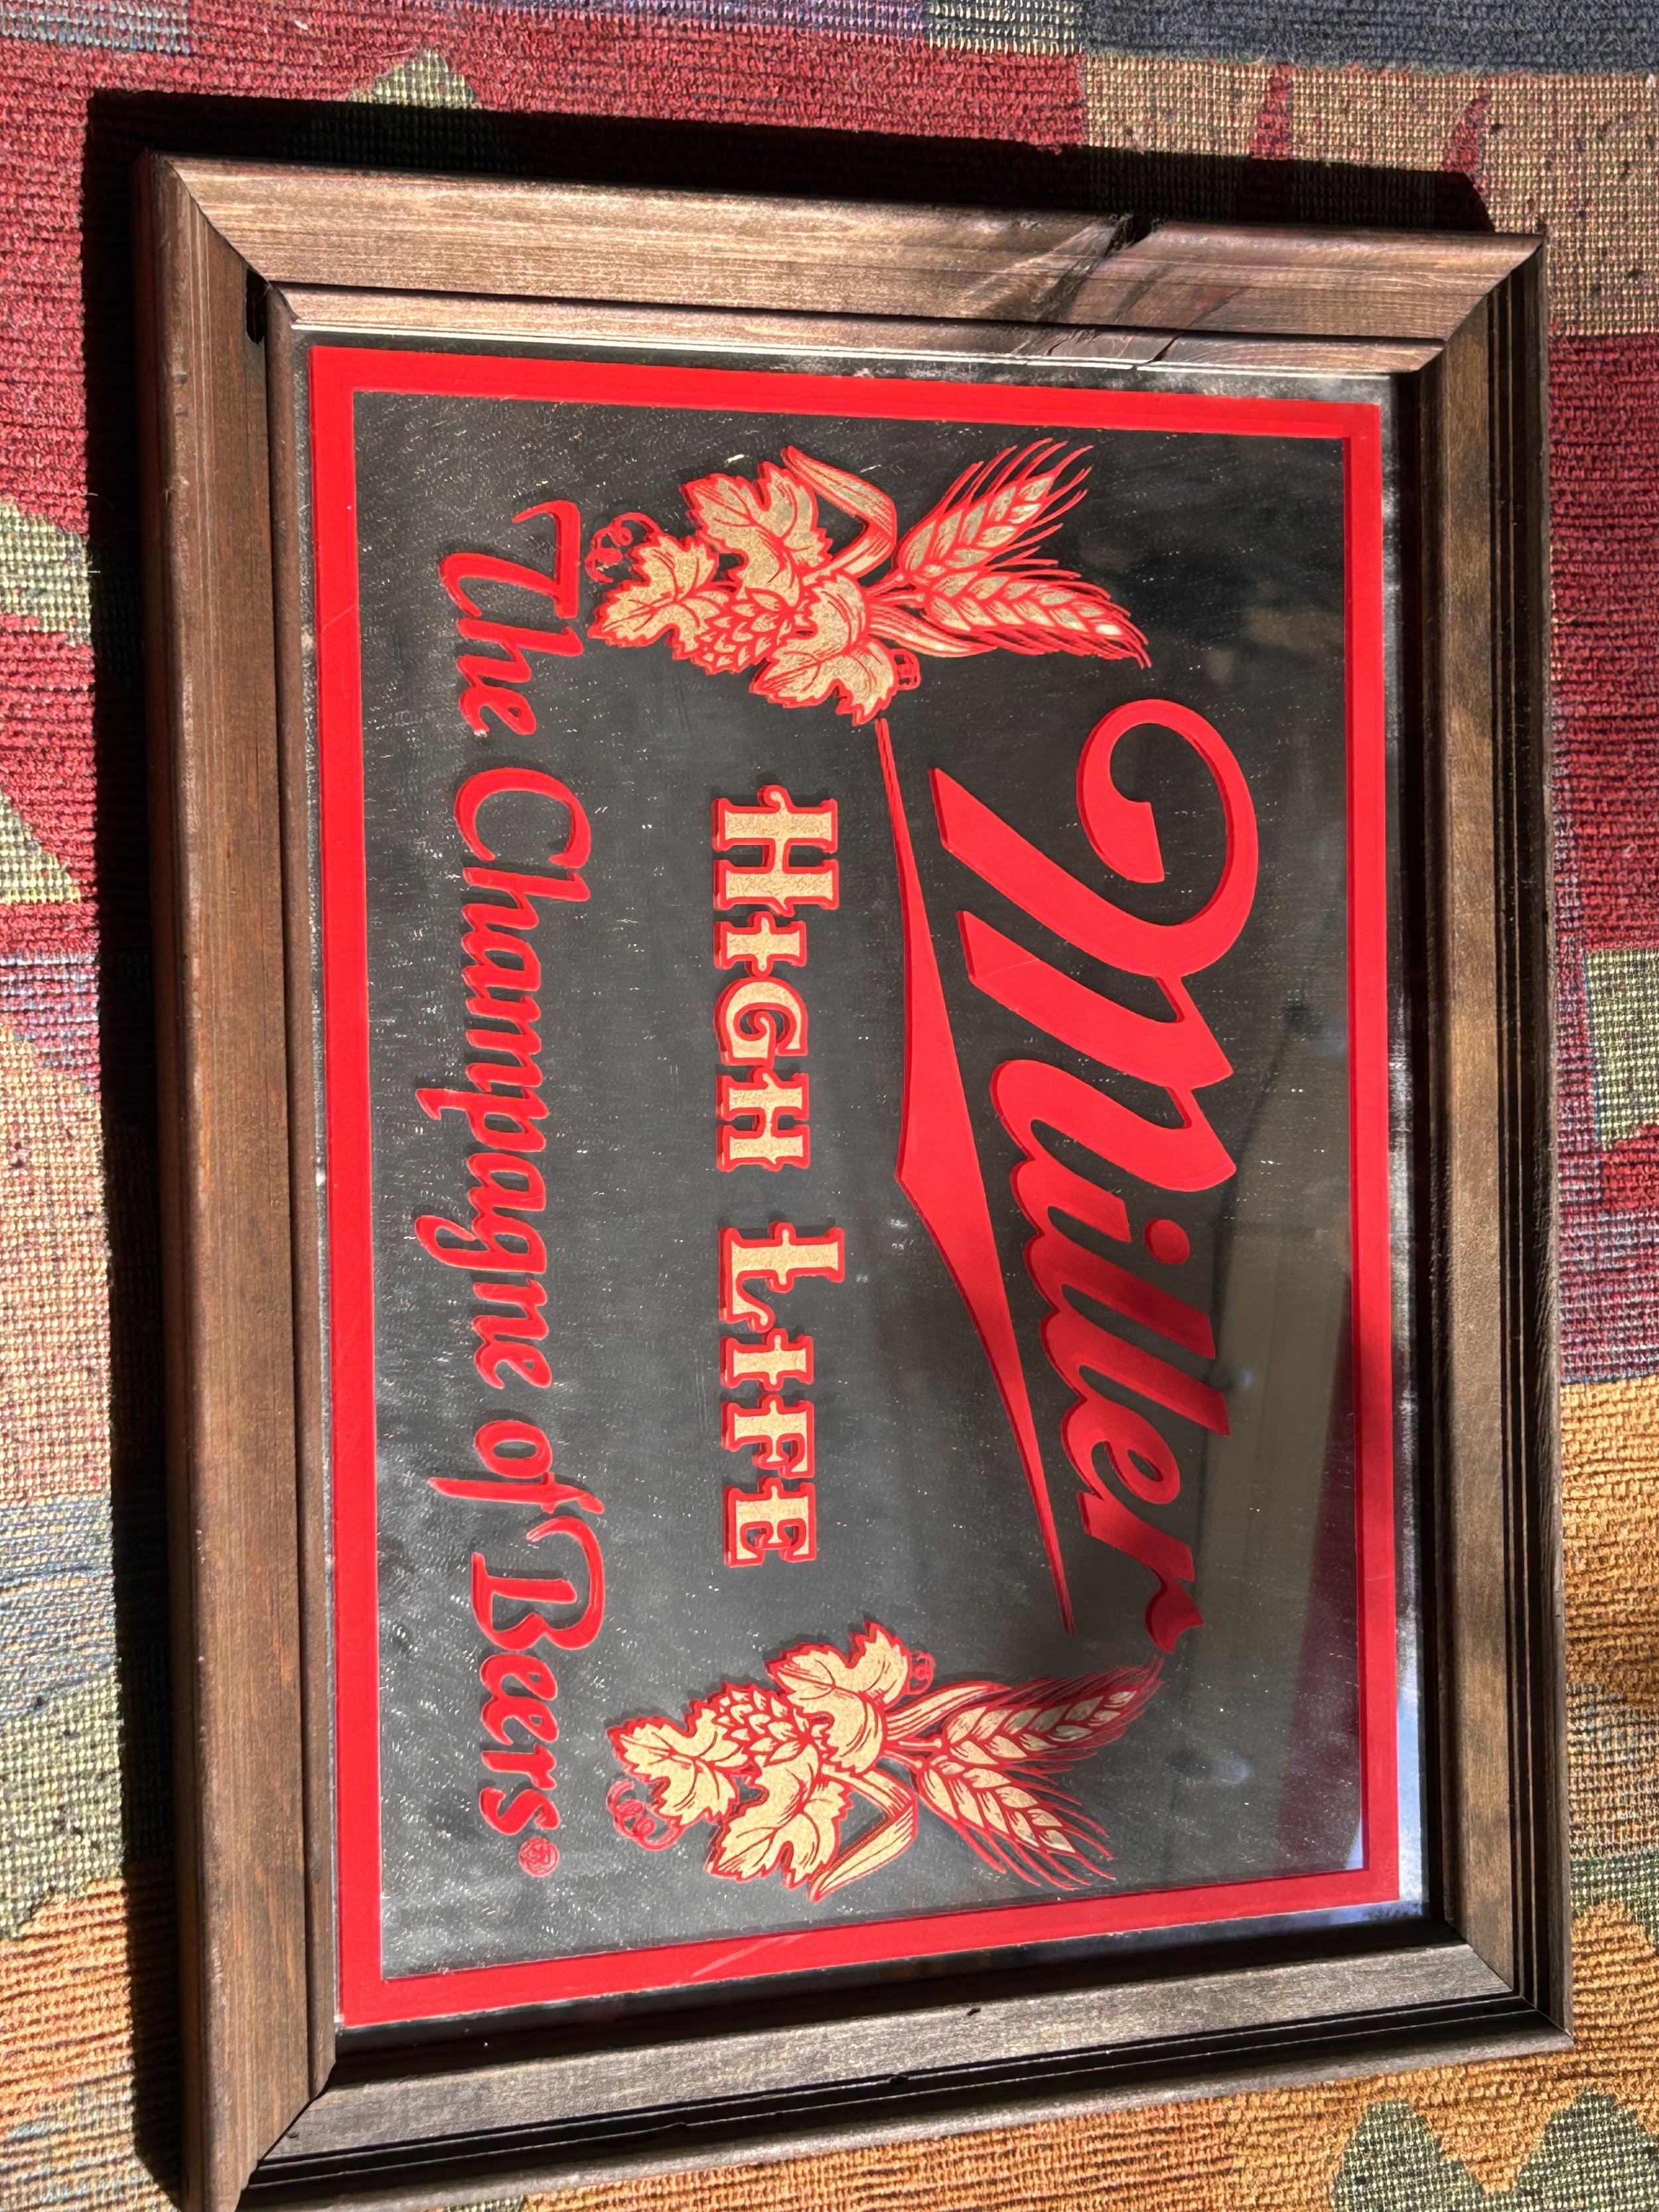 Miller
HIGH LIFE
The Champagne of Beers®